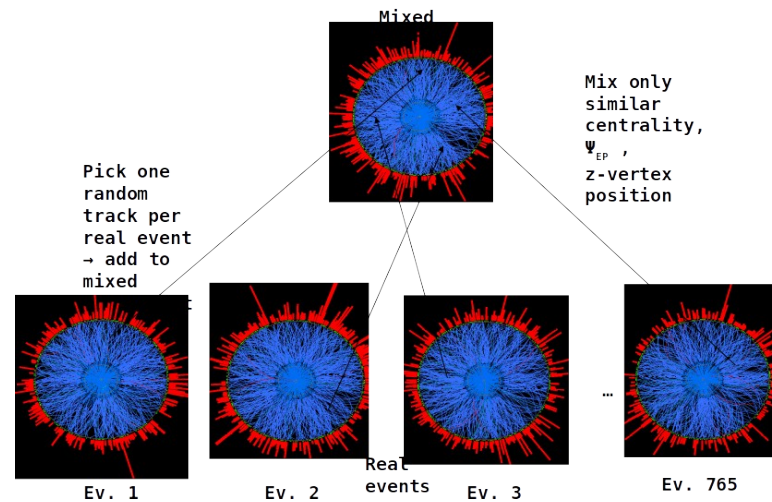 Mixed
Mix only
similar
centrality,
Ψ_EP ,
z-vertex
position
Pick one
random
track per
real event
→ add to
mixed
t
Real
events
…
Ev. 1
Ev. 2
Ev. 3
Ev. 765